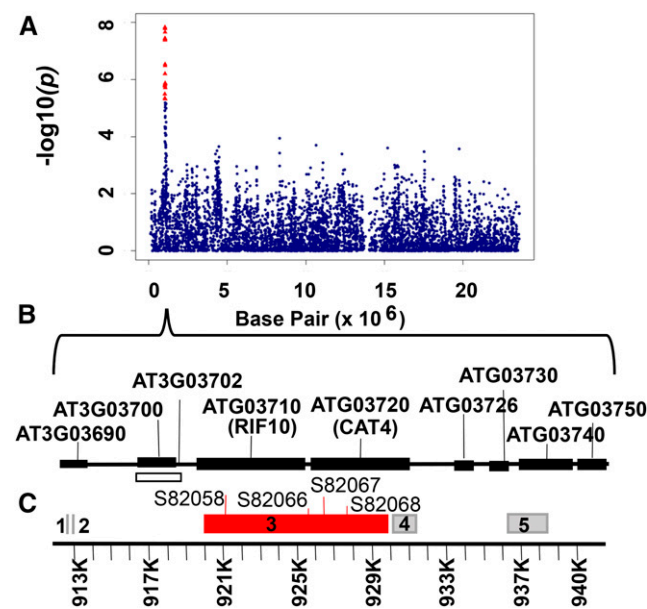 A
-log10(p)
8
6
4
2
0
0 5 10 15 20
Base Pair (x 10 6)
B
AT3G03702
AT3G03700
AT3G03690
ATG03710
(RIF10)
ATG03720
(CAT4)
ATG03730
ATG03726
ATG03750
ATG03740
C
S82058
S82066
S82067
S82068
1 2 3 4 5
913K 917K 921K 925K 929K 933K 937K 940K